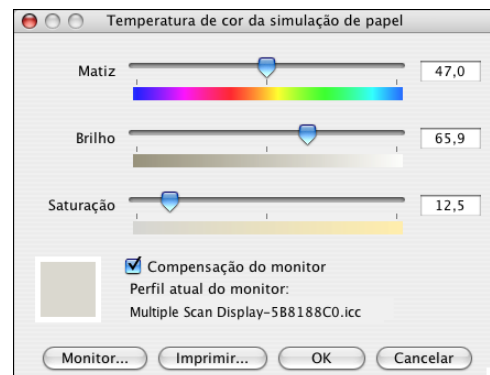 Temperatura de cor da simulação de papel
Matiz 47,0
Brilho 65,9
Saturação 12,5
Compensação do monitor
Perfil atual do monitor:
Multiple Scan Display-5B8188C0.icc
Monitor... Imprimir... OK Cancelar